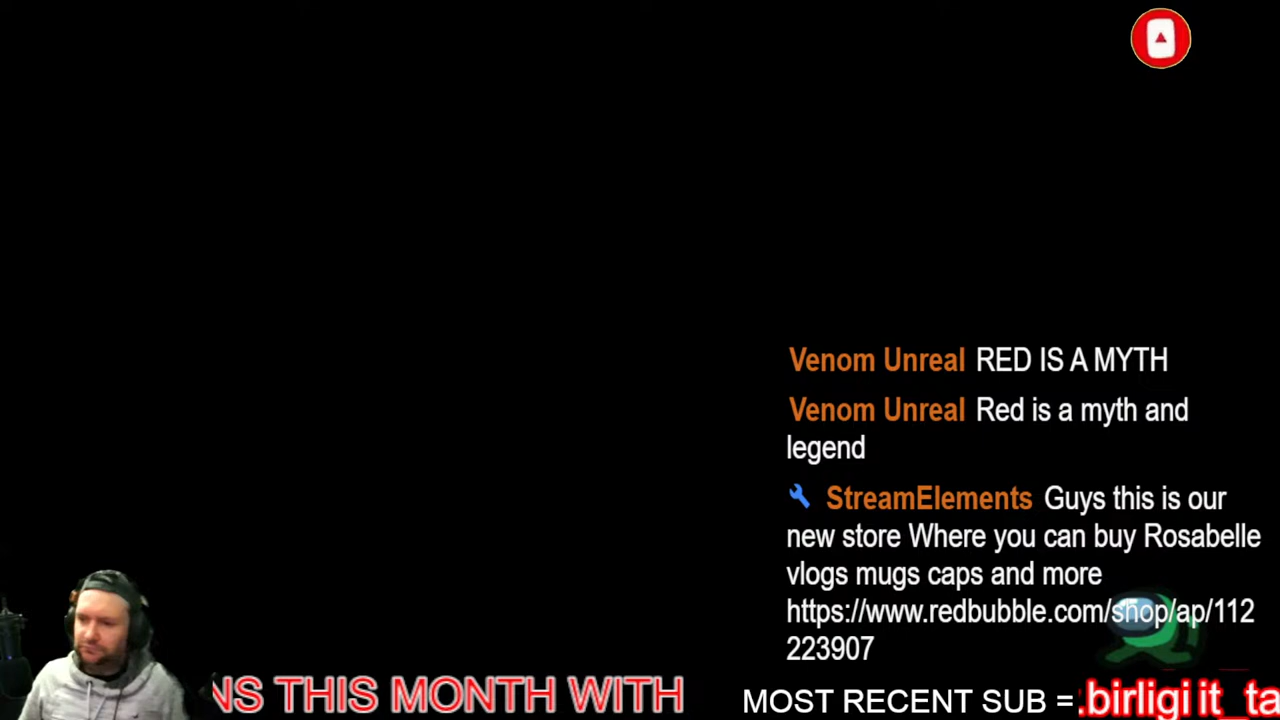 Venom Unreal RED IS A MYTH
Venom Unreal Red is a myth and
legend
StreamElements Guys this is our
new store Where you can buy Rosabelle
vlogs mugs caps and more
https://www.redbubble.com/shop/ap/112
223907
NS THIS MONTH WITH
MOST RECENT SUB = .birligi it_ta